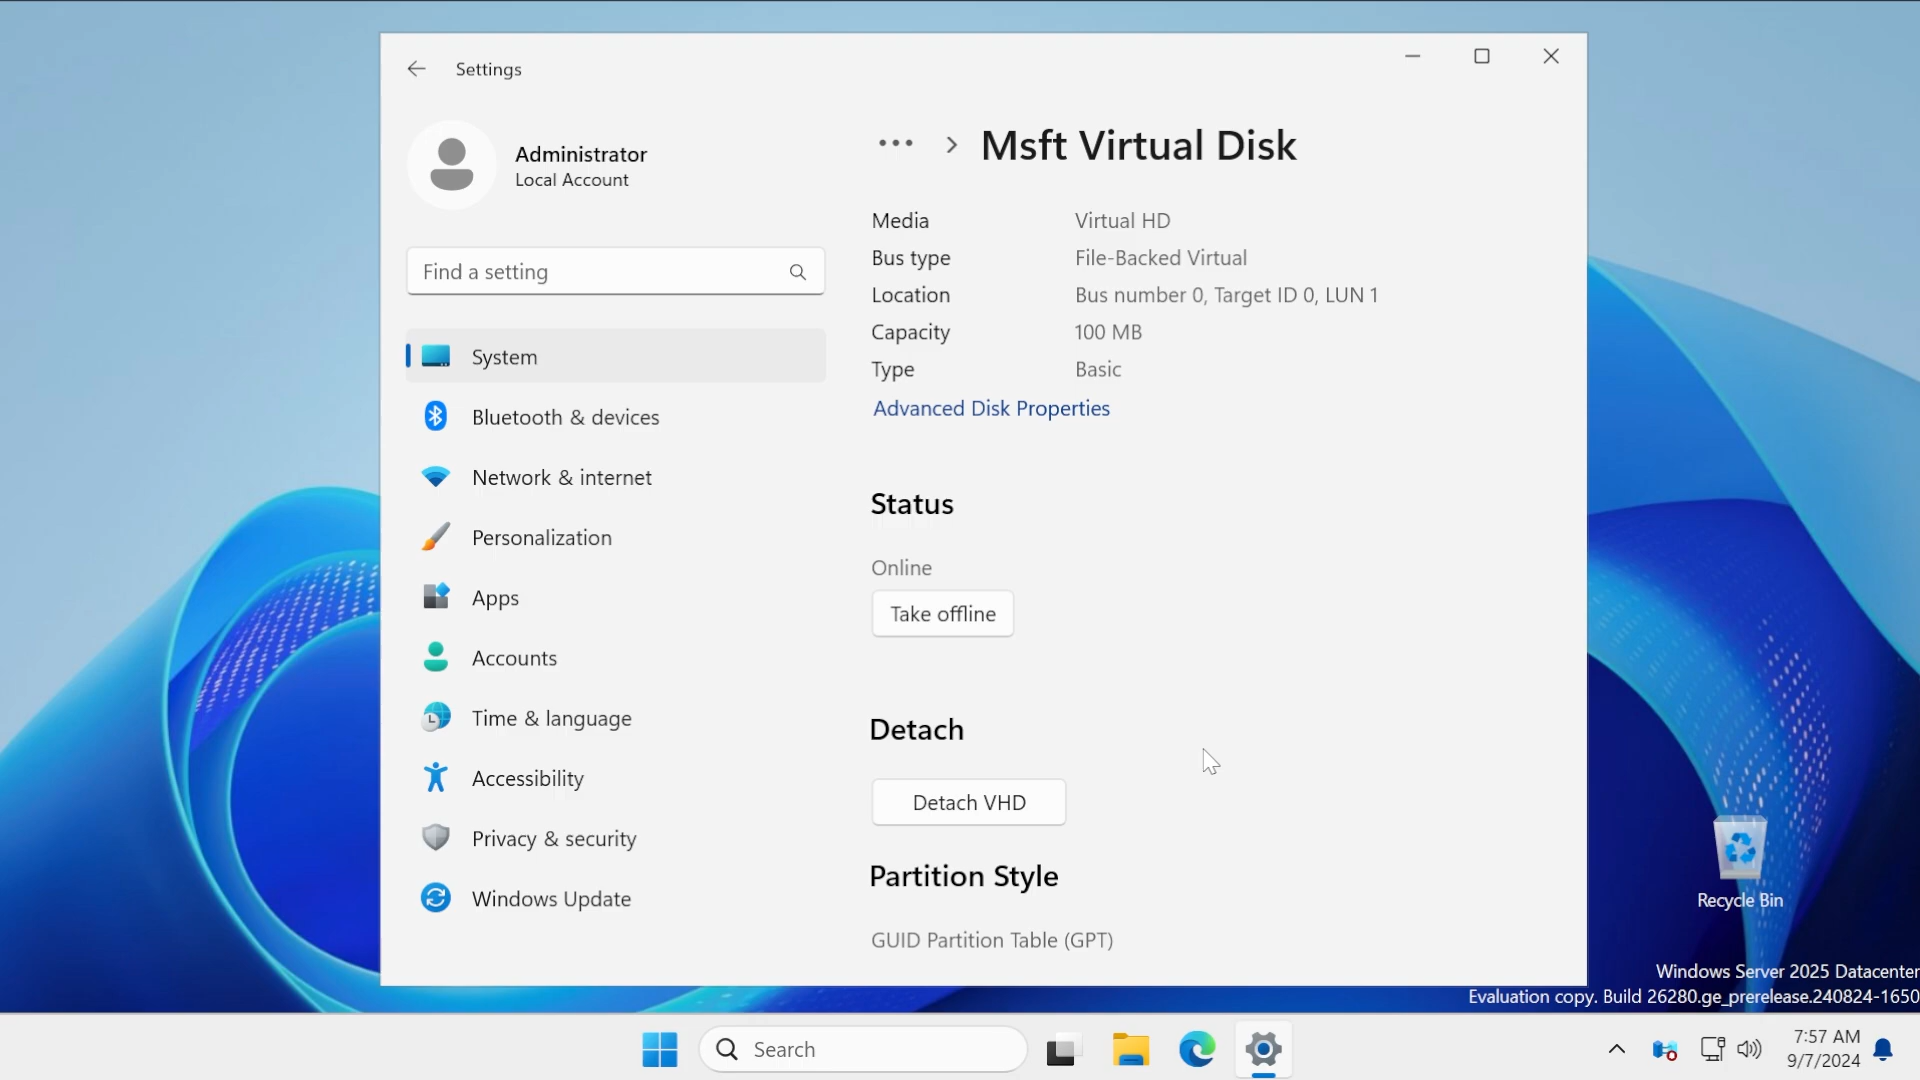 Settings
Administrator
Local Account
Find a setting
System
Bluetooth & devices
Network & internet
Personalization
Apps
Accounts
Time & language
Accessibility
Privacy & security
Windows Update
Msft Virtual Disk
Media Virtual HD
Bus type File-Backed Virtual
Location Bus number 0, Target ID 0, LUN 1
Capacity 100 MB
Type Basic
Advanced Disk Properties
Status
Online
Take offline
Detach
Detach VHD
Partition Style
GUID Partition Table (GPT)
Recycle Bin
Windows Server 2025 Datacenter
Evaluation copy. Build 26280.ge_prerelease.240824-1650
Search
7:57 AM
9/7/2024